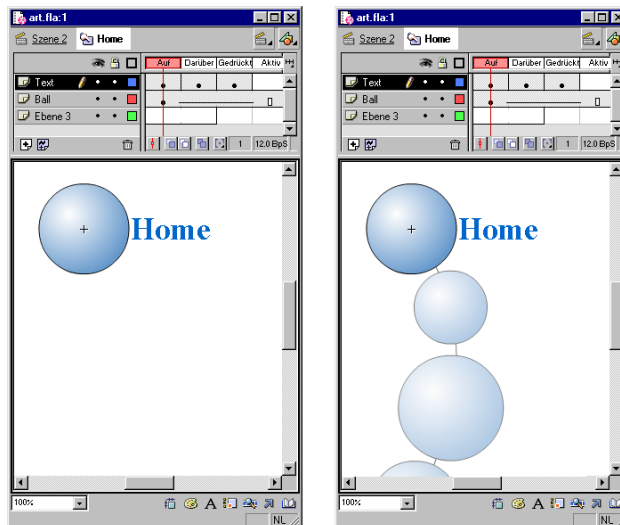 art.fla:1
Szene 2 Home
Auf Darüber Gedrückt Aktiv
Text
Ball
Ebene 3
1 12.0 BpS
Home
100%
NL
art.fla:1
Szene 2 Home
Auf Darüber Gedrückt Aktiv
Text
Ball
Ebene 3
1 12.0 BpS
Home
100%
NL